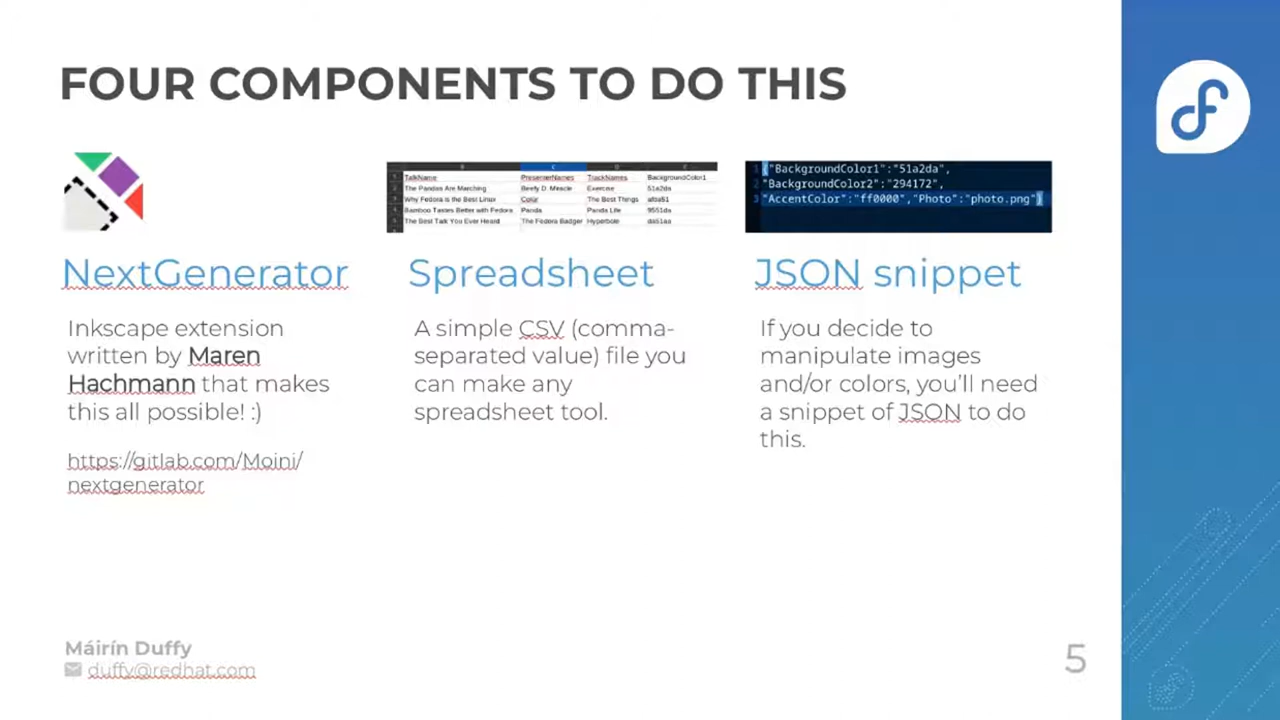 FOUR COMPONENTS TO DO THIS
TalkName PresenterNames TrackNames BackgroundColor1
1 The Pandas Are Marching Beefy D. Meacle Exercise 51a2da
Why Fedora is the Best Linux Color The Best Things
Bamboo Tastes Better with Fedora Panda Panda Life 9551da
The Best Talk You Ever Heard The Fedora Badger Hyperbole da51aa
{"BackgroundColor1":"51a2da",
"BackgroundColor2":"294172",
"AccentColor":"ff0000","Photo":"photo.png"}
NextGenerator
Inkscape extension
written by Maren
Hachmann that makes
this all possible! :)
https://gitlab.com/Moini/
nextgenerator
Spreadsheet
A simple CSV (comma-
separated value) file you
can make any
spreadsheet tool.
JSON snippet
If you decide to
manipulate images
and/or colors, you'll need
a snippet of JSON to do
this.
Máirín Duffy
duffy@redhat.com
5